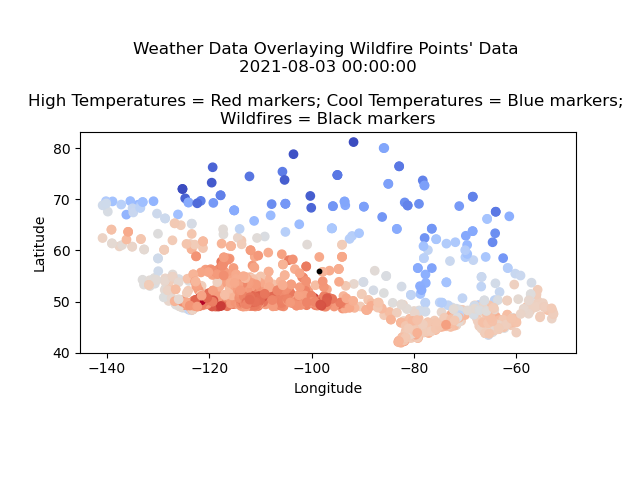 Weather Data Overlaying Wildfire Points' Data
2021-08-03 00:00:00
High Temperatures = Red markers; Cool Temperatures = Blue markers;
Wildfires = Black markers
80
70
60
50
40
Latitude
−140
−120
−100
−80
−60
Longitude